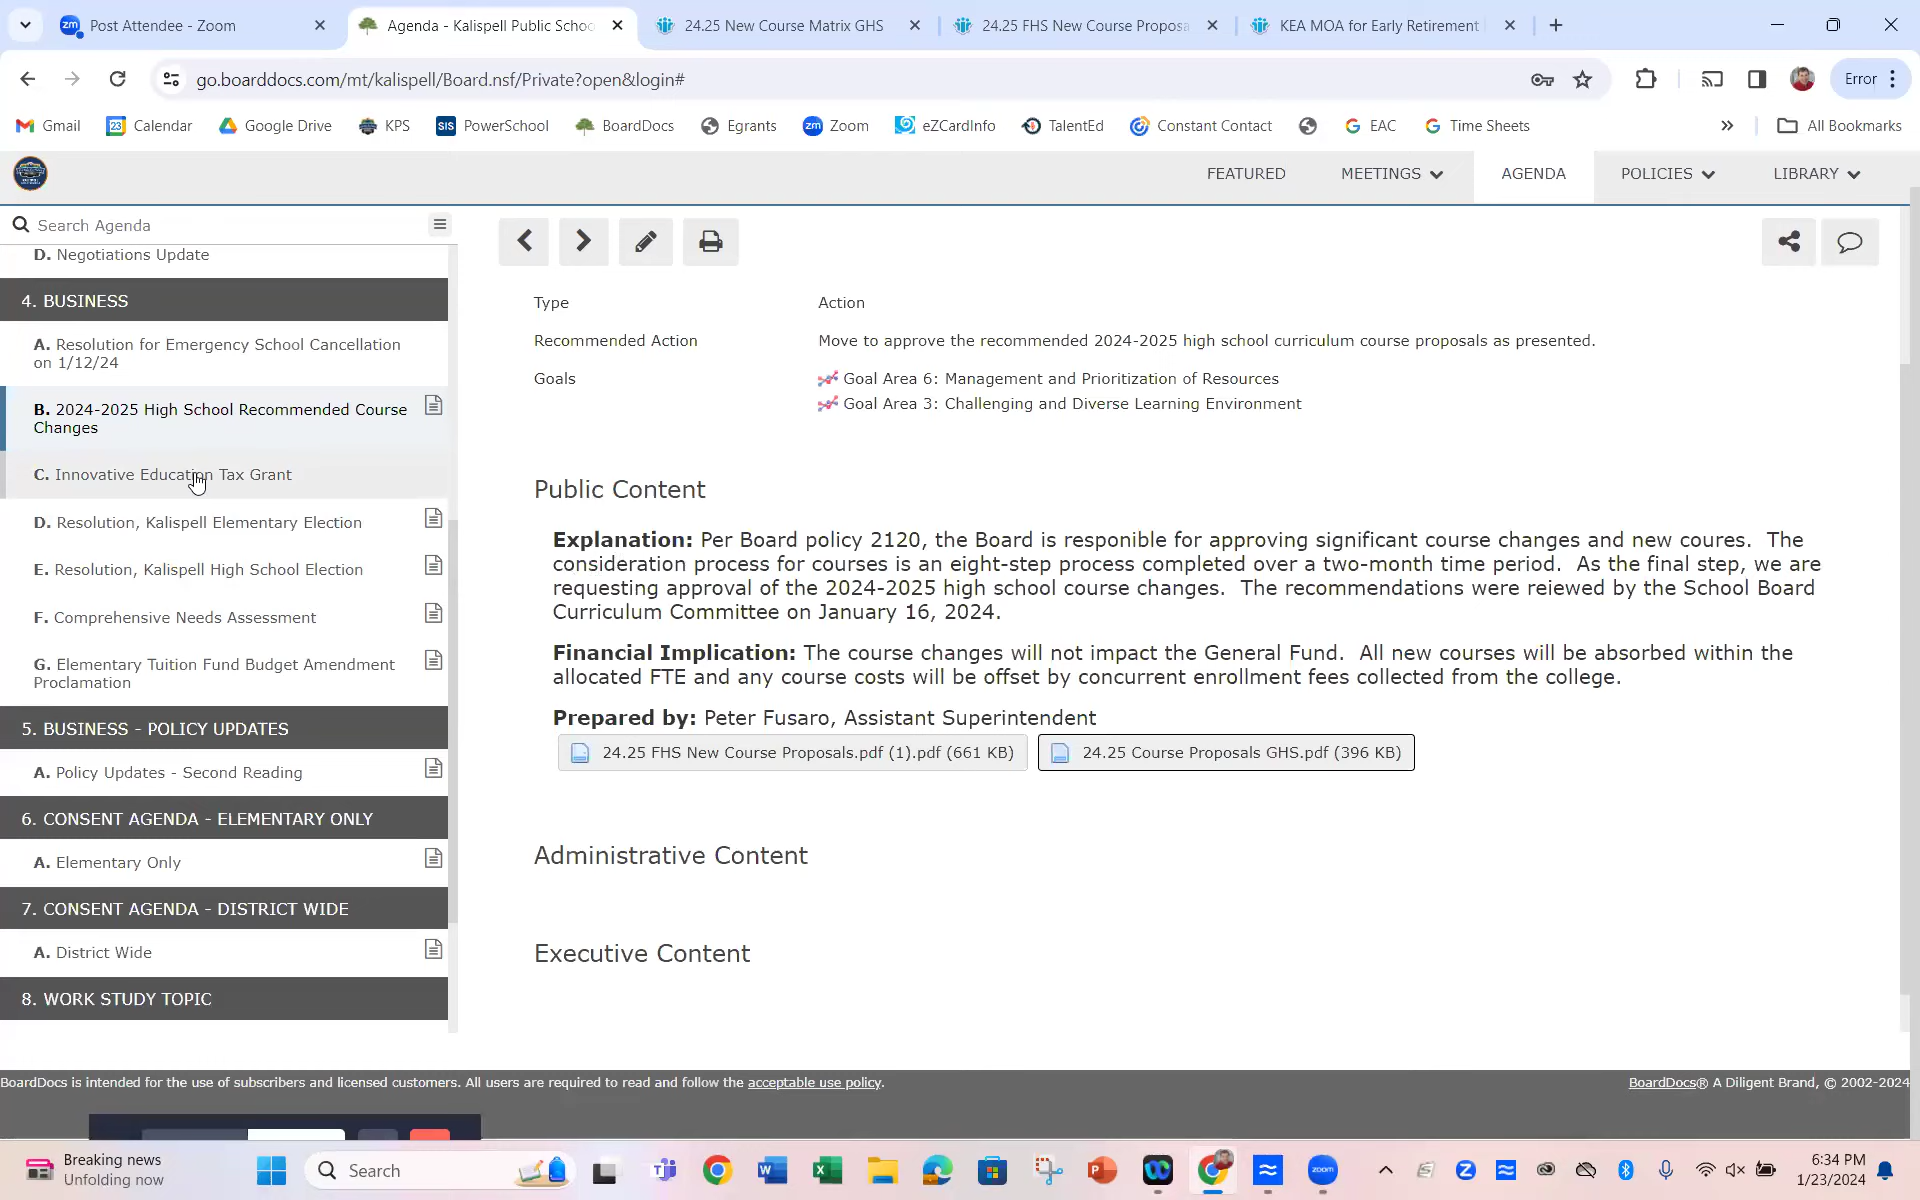 Post Attendee - Zoom
Agenda - Kalispell Public Schoo
24.25 New Course Matrix GHS
24.25 FHS New Course Proposa
KEA MOA for Early Retirement
go.boarddocs.com/mt/kalispell/Board.nsf/Private?open&login#
Error
Gmail
Calendar
Google Drive
KPS
SIS PowerSchool
BoardDocs
Egrants
zm Zoom
eZCardInfo
TalentEd
Constant Contact
EAC
Time Sheets
All Bookmarks
FEATURED
MEETINGS
AGENDA
POLICIES
LIBRARY
Search Agenda
D. Negotiations Update
4. BUSINESS
A. Resolution for Emergency School Cancellation
on 1/12/24
B. 2024-2025 High School Recommended Course
Changes
C. Innovative Education Tax Grant
D. Resolution, Kalispell Elementary Election
E. Resolution, Kalispell High School Election
F. Comprehensive Needs Assessment
G. Elementary Tuition Fund Budget Amendment
Proclamation
5. BUSINESS - POLICY UPDATES
A. Policy Updates - Second Reading
6. CONSENT AGENDA - ELEMENTARY ONLY
A. Elementary Only
7. CONSENT AGENDA - DISTRICT WIDE
A. District Wide
8. WORK STUDY TOPIC
Type
Action
Recommended Action
Move to approve the recommended 2024-2025 high school curriculum course proposals as presented.
Goals
Goal Area 6: Management and Prioritization of Resources
Goal Area 3: Challenging and Diverse Learning Environment
Public Content
Explanation: Per Board policy 2120, the Board is responible for approving significant course changes and new coures. The
consideration process for courses is an eight-step process completed over a two-month time period. As the final step, we are
requesting approval of the 2024-2025 high school course changes. The recommendations were reiewed by the School Board
Curriculum Committee on January 16, 2024.
Financial Implication: The course changes will not impact the General Fund. All new courses will be absorbed within the
allocated FTE and any course costs will be offset by concurrent enrollment fees collected from the college.
Prepared by: Peter Fusaro, Assistant Superintendent
24.25 FHS New Course Proposals.pdf (1).pdf (661 KB)
24.25 Course Proposals GHS.pdf (396 KB)
Administrative Content
Executive Content
BoardDocs is intended for the use of subscribers and licensed customers. All users are required to read and follow the acceptable use policy.
BoardDocs® A Diligent Brand, © 2002-2024
Breaking news
Unfolding now
Search
zoom
6:34 PM
1/23/2024